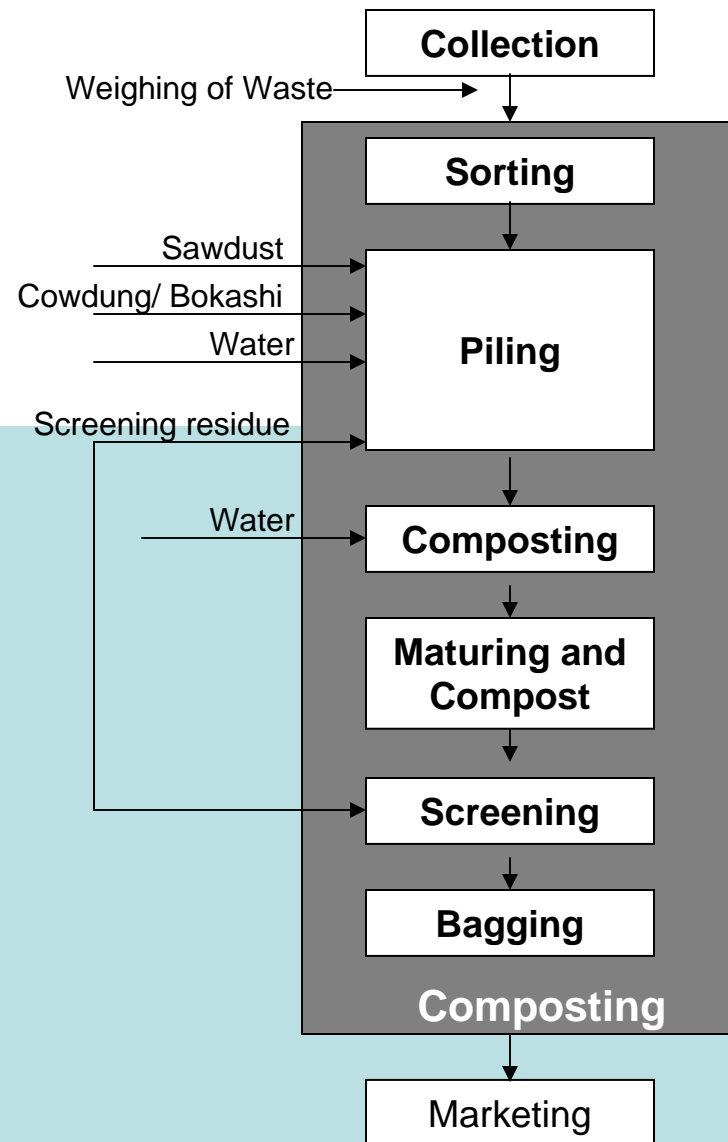 Collection
Weighing of Waste
Sorting
Sawdust
Cowdung/ Bokashi
Water
Piling
Screening residue
Water
Composting
Maturing and
Compost
Screening
Bagging
Composting
Marketing